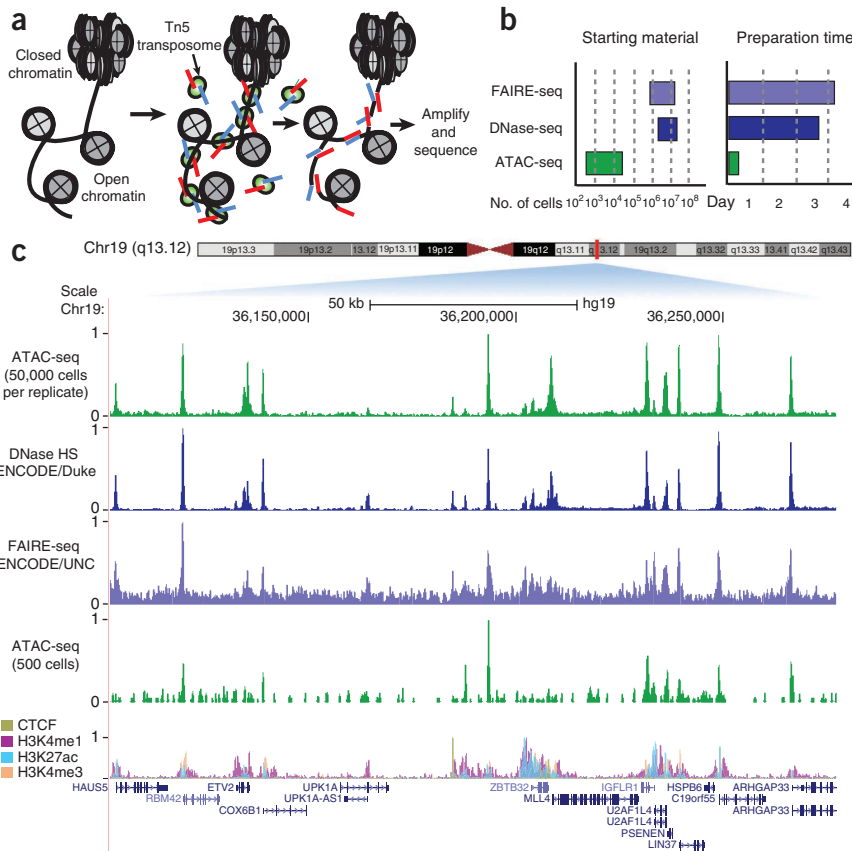 a
Tn5
transposome
Closed
chromatin
Open
chromatin
Amplify
and
sequence
b
Starting material
Preparation time
FAIRE-seq
DNase-seq
ATAC-seq
No. of cells 10² 10³ 10⁴ 10⁵ 10⁶ 10⁷ 10⁸
Day 1 2 3 4
c
Chr19 (q13.12)
19p13.3 19p13.2 13.12 19p13.11 19p12 19q12 q13.11 q13.12 19q13.2 q13.32 q13.33 13.41 q13.42 q13.43
Scale
50 kb hg19
Chr19:
36,150,000 36,200,000 36,250,000
ATAC-seq
(50,000 cells
per replicate)
1
0
DNase HS
ENCODE/Duke
1
0
FAIRE-seq
ENCODE/UNC
1
0
ATAC-seq
(500 cells)
1
0
CTCF
H3K4me1
H3K27ac
H3K4me3
1
0
HAUS5 ETV2 UPK1A ZBTB32 IGFLR1 HSPB6 ARHGAP33
RBM42 UPK1A-AS1 MLL4 C19orf55
COX6B1 U2AF1L4 ARHGAP33
U2AF1L4
PSENEN
LIN37